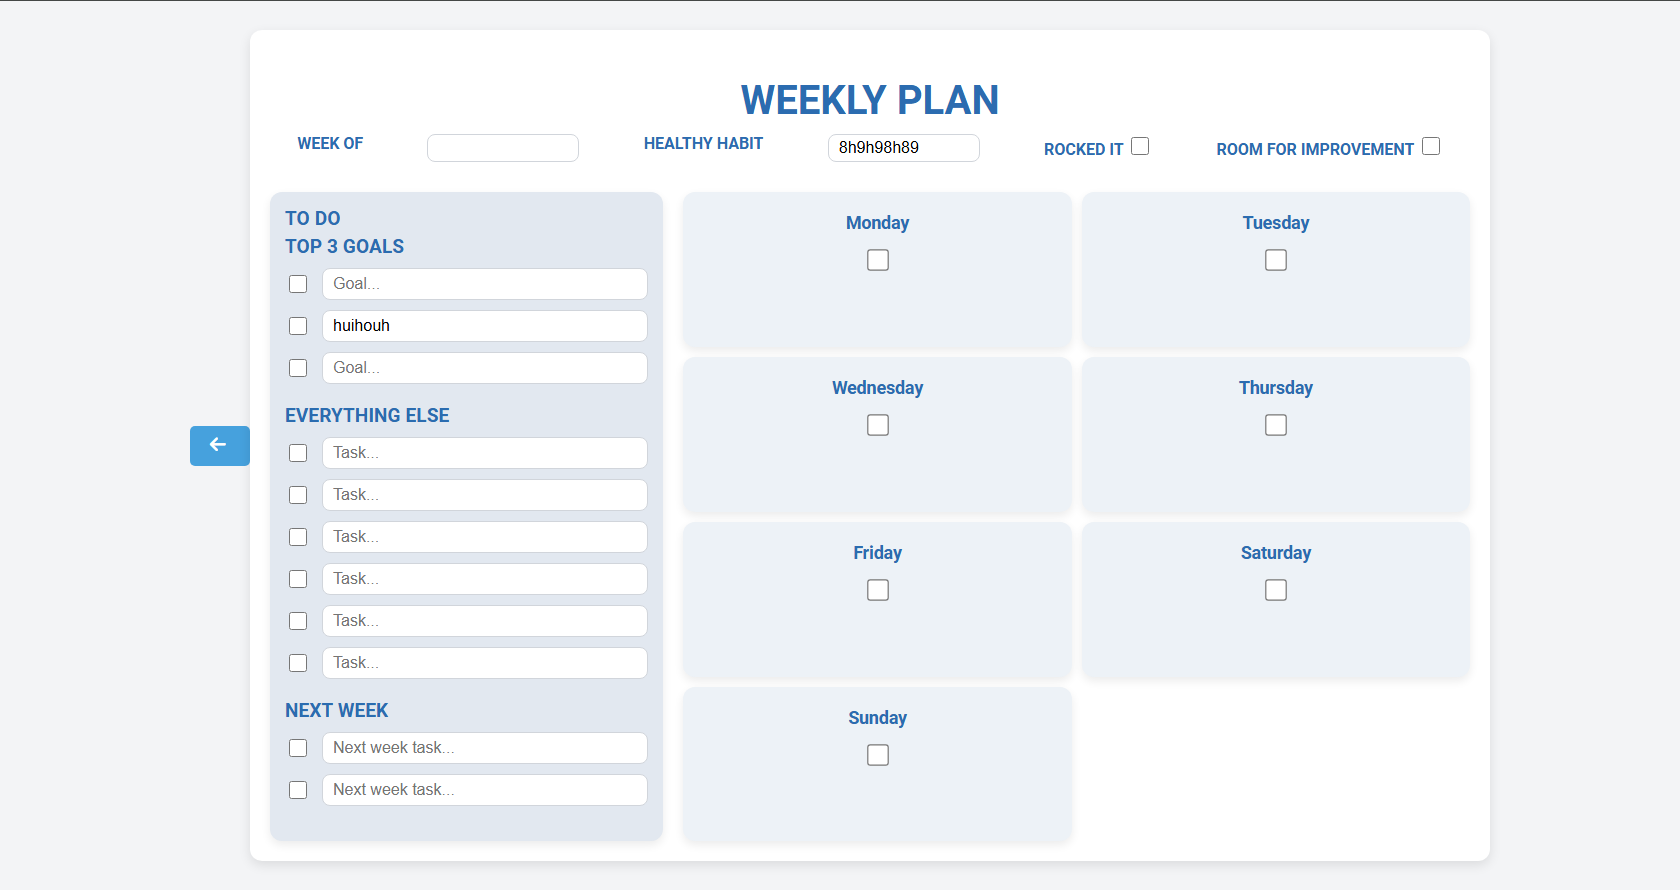 WEEKLY PLAN
WEEK OF
HEALTHY HABIT 8h9h98h89
ROCKED IT
ROOM FOR IMPROVEMENT
TO DO
TOP 3 GOALS
Goal...
huihouh
Goal...
EVERYTHING ELSE
Task...
Task...
Task...
Task...
Task...
Task...
NEXT WEEK
Next week task...
Next week task...
Monday
Tuesday
Wednesday
Thursday
Friday
Saturday
Sunday